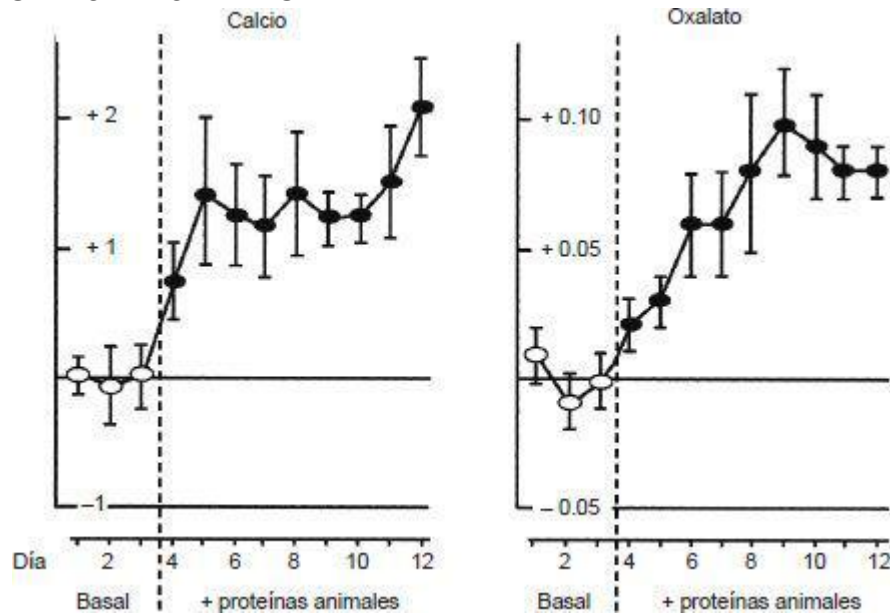 Calcio
Oxalato
+ 2
+ 1
–1
+ 0.10
+ 0.05
– 0.05
Día
2 4 6 8 10 12
2 4 6 8 10 12
Basal
+ proteínas animales
Basal
+ proteínas animales